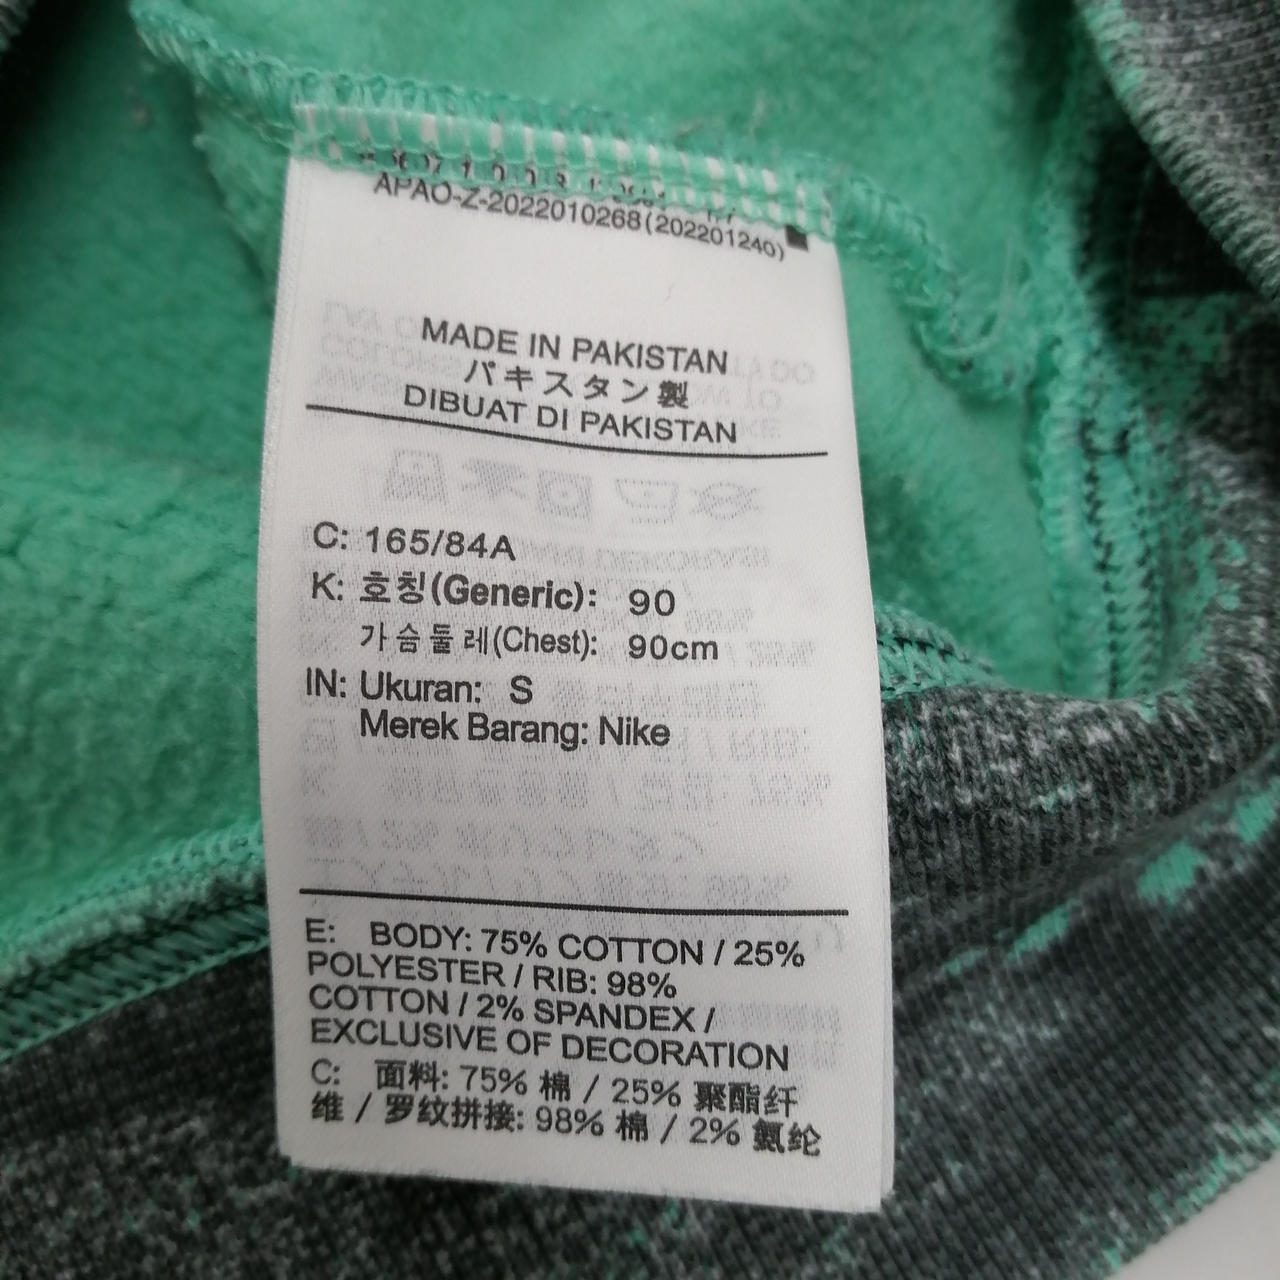 APAO-Z-2022010268(202201240)
MADE IN PAKISTAN
パキスタン製
DIBUAT DI PAKISTAN
C: 165/84A
K: 호칭(Generic): 90
가슴둘레(Chest): 90cm
IN: Ukuran: S
Merek Barang: Nike
E: BODY: 75% COTTON / 25%
POLYESTER / RIB: 98%
COTTON / 2% SPANDEX /
EXCLUSIVE OF DECORATION
C: 面料: 75% 棉 / 25% 聚酯纤
维 / 罗纹拼接: 98% 棉 / 2% 氨纶